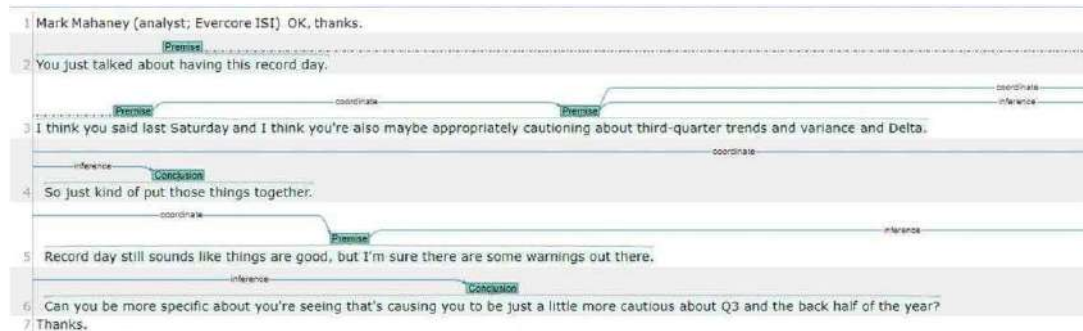 1 Mark Mahaney (analyst; Evercore ISI) OK, thanks.
Premise
2 You just talked about having this record day.
coordinate
Premise coordinate Premise inference
3 I think you said last Saturday and I think you're also maybe appropriately cautioning about third-quarter trends and variance and Delta.
coordinate
inference Conclusion
4 So just kind of put those things together.
coordinate
Premise inference
5 Record day still sounds like things are good, but I'm sure there are some warnings out there.
inference Conclusion
6 Can you be more specific about you're seeing that's causing you to be just a little more cautious about Q3 and the back half of the year?
7 Thanks.